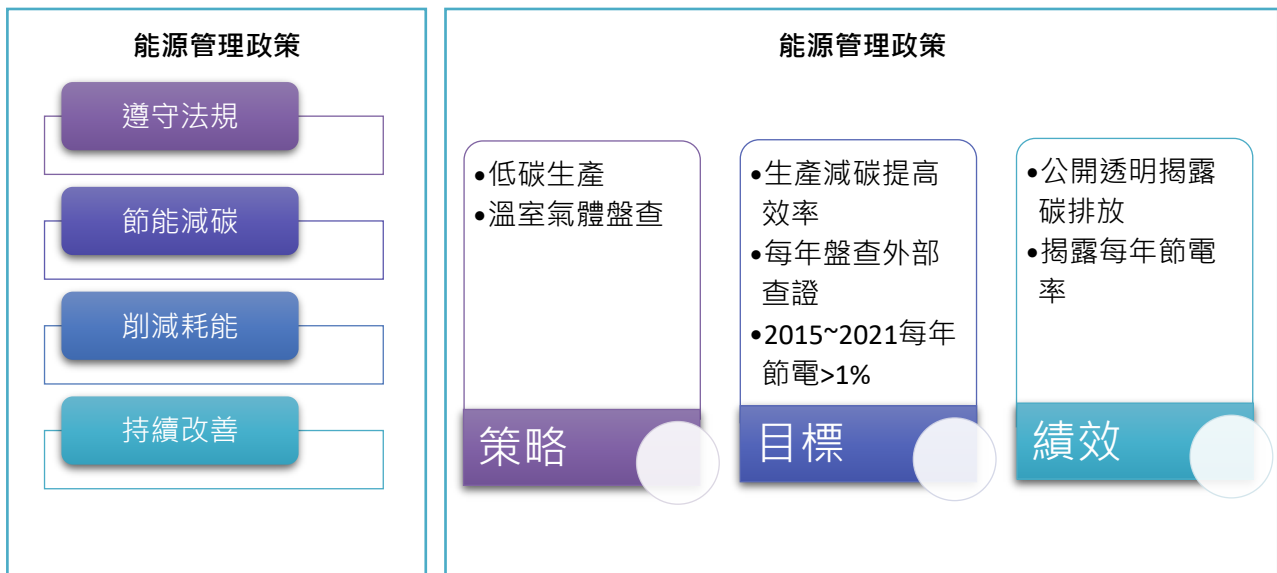 能源管理政策
遵守法規
節能減碳
削減耗能
持續改善
能源管理政策
•低碳生產
•溫室氣體盤查
策略
•生產減碳提高
效率
•每年盤查外部
查證
•2015~2021每年
節電>1%
目標
•公開透明揭露
碳排放
•揭露每年節電
率
績效